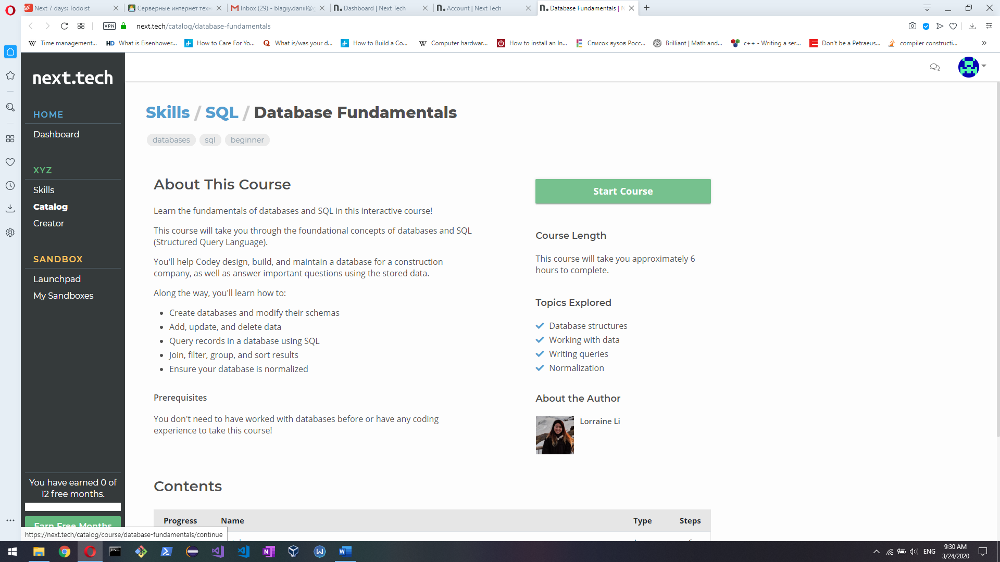 Next 7 days: Todoist
Серверные интернет техн
Inbox (29) - blagiy.daniil@
n. Dashboard | Next Tech
n. Account | Next Tech
n. Database Fundamentals |
VPN
next.tech/catalog/database-fundamentals
W Time management...
HD What is Eisenhower...
How to Care For Yo...
Q What is/was your d...
How to Build a Co...
W Computer hardwar...
How to install an In...
Список вузов Росс...
Brilliant | Math and...
c++ - Writing a ser...
Don't be a Petraeus...
compiler constructi...
»
next.tech
HOME
Dashboard
XYZ
Skills
Catalog
Creator
SANDBOX
Launchpad
My Sandboxes
You have earned 0 of
12 free months.
Earn Free Months
Skills / SQL / Database Fundamentals
databases sql beginner
About This Course
Learn the fundamentals of databases and SQL in this interactive course!
This course will take you through the foundational concepts of databases and SQL
(Structured Query Language).
You'll help Codey design, build, and maintain a database for a construction
company, as well as answer important questions using the stored data.
Along the way, you'll learn how to:
• Create databases and modify their schemas
• Add, update, and delete data
• Query records in a database using SQL
• Join, filter, group, and sort results
• Ensure your database is normalized
Prerequisites
You don't need to have worked with databases before or have any coding
experience to take this course!
Start Course
Course Length
This course will take you approximately 6
hours to complete.
Topics Explored
Database structures
Working with data
Writing queries
Normalization
About the Author
Lorraine Li
Contents
Progress Name Type Steps
https://next.tech/catalog/course/database-fundamentals/continue
ENG
9:30 AM
3/24/2020